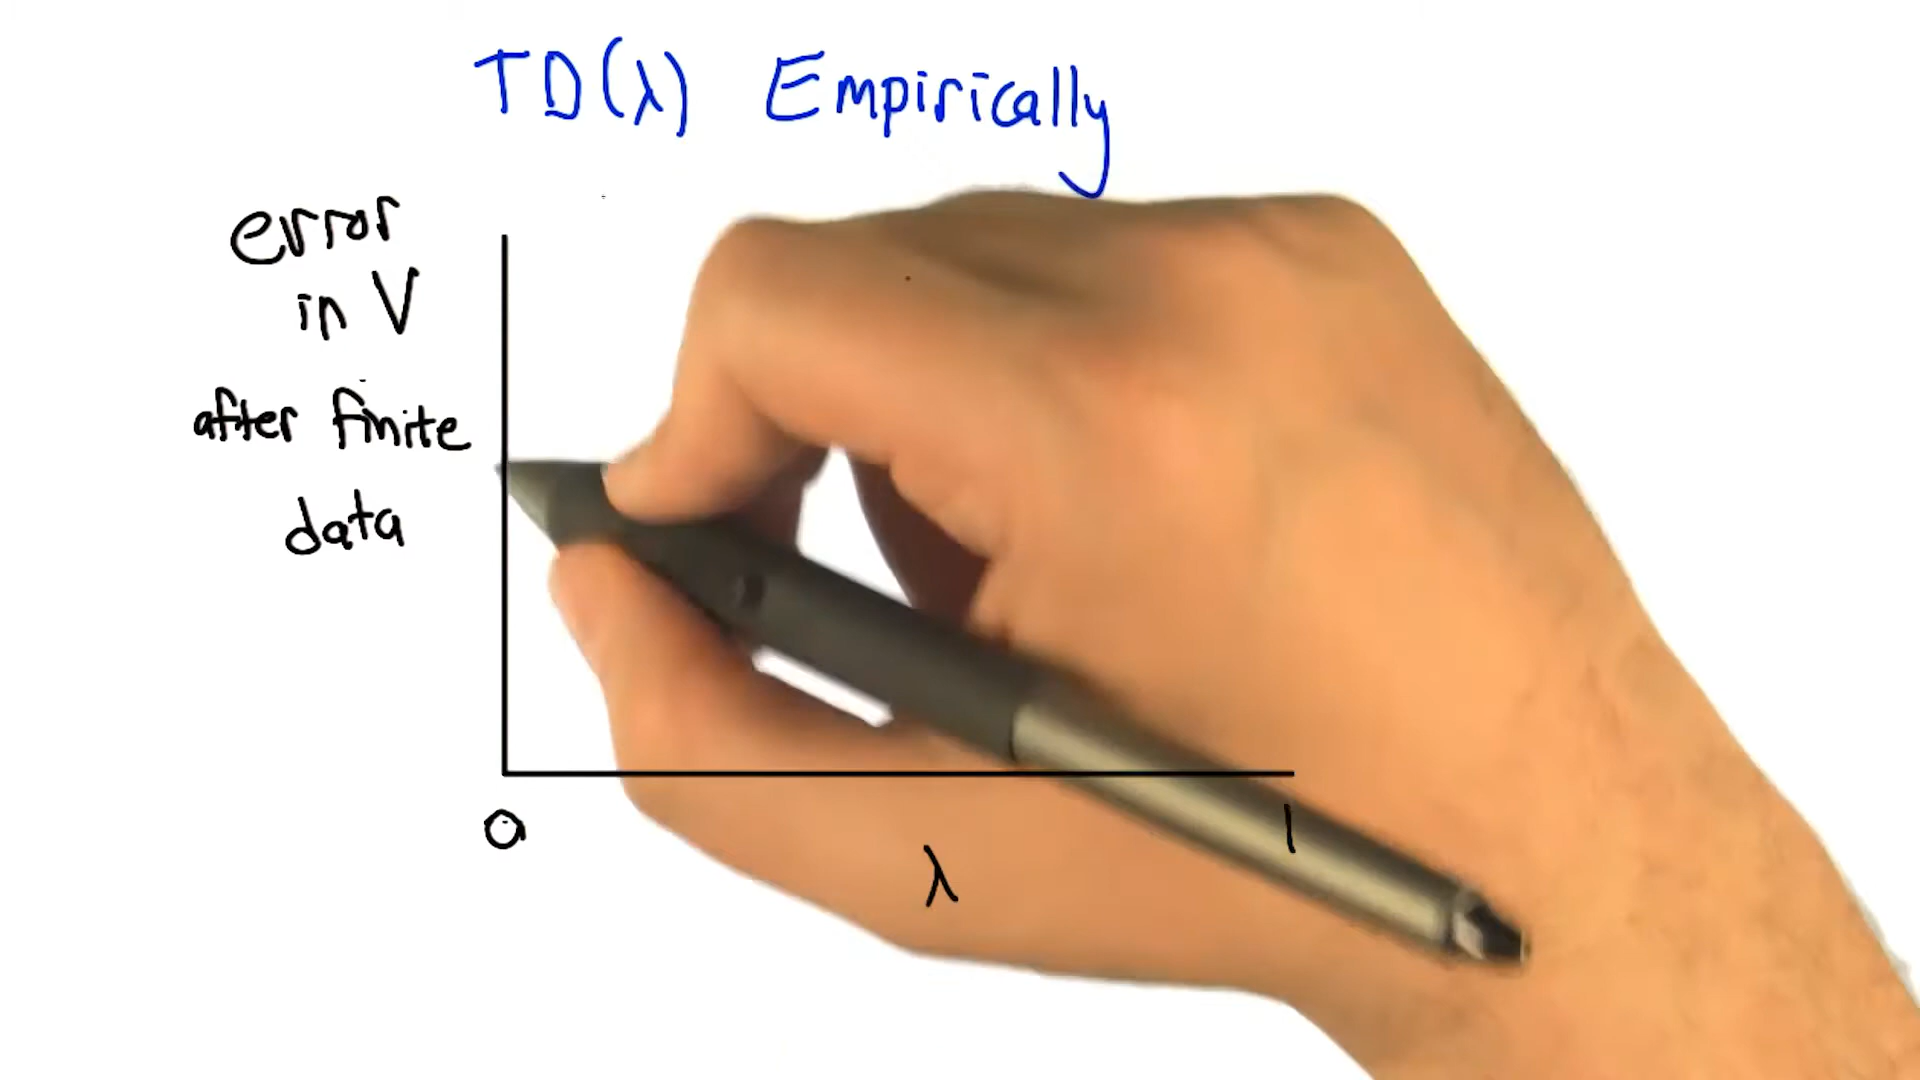 TD(λ) Empirically
error
in V
after finite
data
0
1
λ